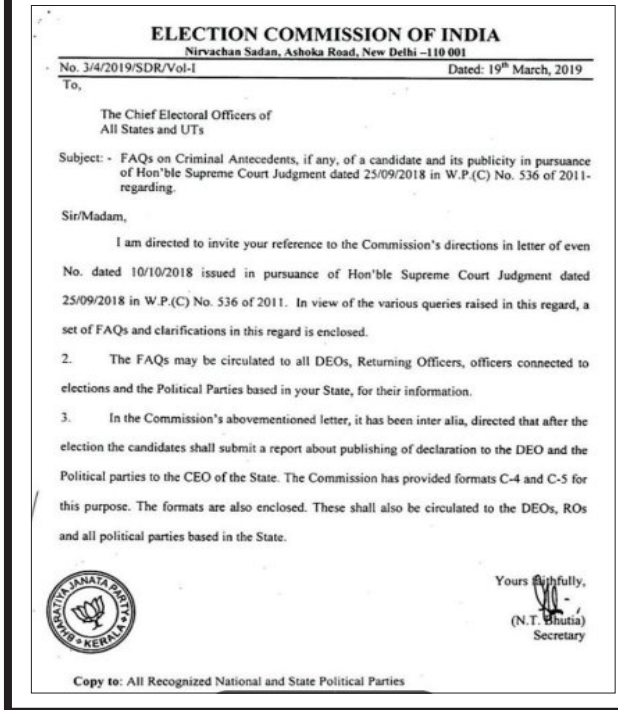 ELECTION COMMISSION OF INDIA
Nirvachan Sadan, Ashoka Road, New Delhi –110 001
No. 3/4/2019/SDR/Vol-I Dated: 19th March, 2019
To,
The Chief Electoral Officers of
All States and UTs
Subject: - FAQs on Criminal Antecedents, if any, of a candidate and its publicity in pursuance
of Hon'ble Supreme Court Judgment dated 25/09/2018 in W.P.(C) No. 536 of 2011-
regarding.
Sir/Madam,
I am directed to invite your reference to the Commission's directions in letter of even
No. dated 10/10/2018 issued in pursuance of Hon'ble Supreme Court Judgment dated
25/09/2018 in W.P.(C) No. 536 of 2011. In view of the various queries raised in this regard, a
set of FAQs and clarifications in this regard is enclosed.
2. The FAQs may be circulated to all DEOs, Returning Officers, officers connected to
elections and the Political Parties based in your State, for their information.
3. In the Commission's abovementioned letter, it has been inter alia, directed that after the
election the candidates shall submit a report about publishing of declaration to the DEO and the
Political parties to the CEO of the State. The Commission has provided formats C-4 and C-5 for
this purpose. The formats are also enclosed. These shall also be circulated to the DEOs, ROs
and all political parties based in the State.
BHARATIYA JANATA PARTY
KERALA
Yours faithfully,
(N.T. Bhutia)
Secretary
Copy to: All Recognized National and State Political Parties